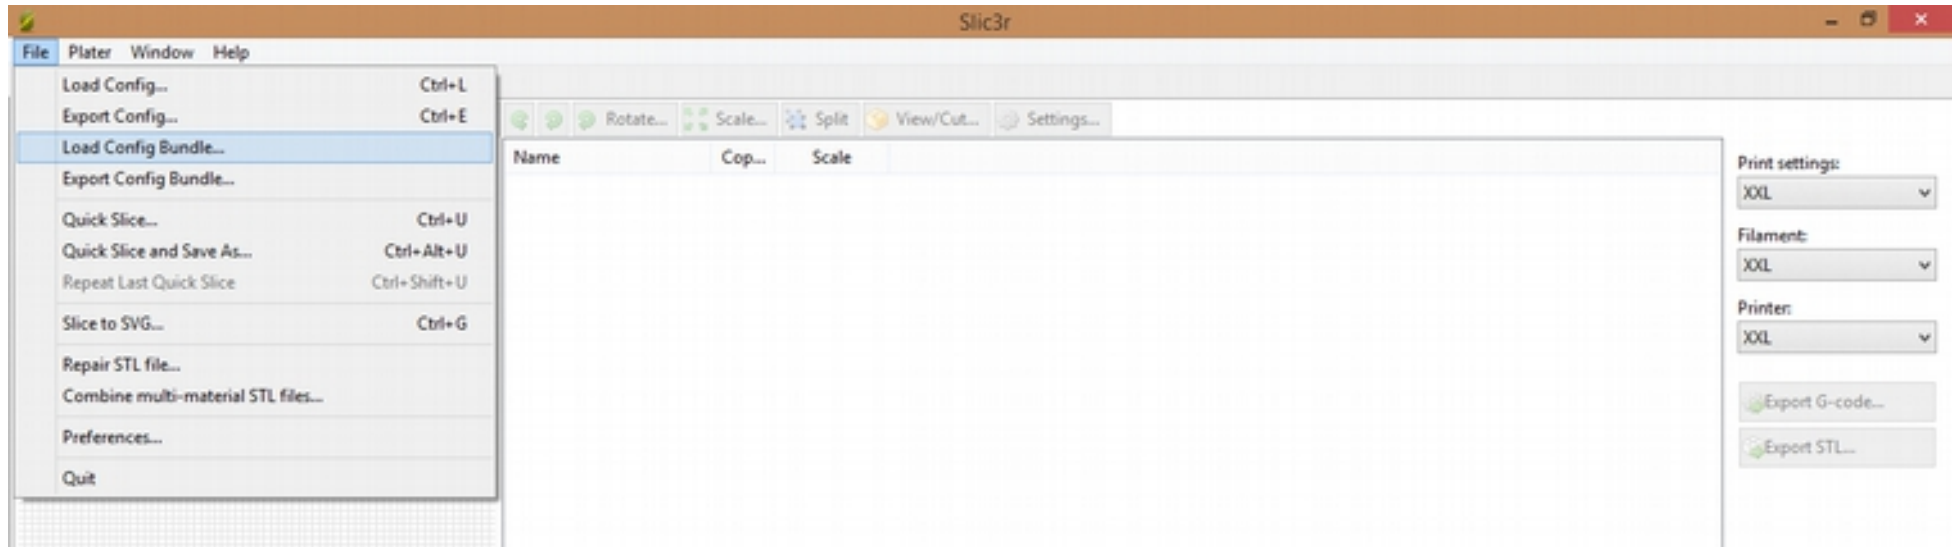 Slic3r
File Plater Window Help
Load Config... Ctrl+L
Export Config... Ctrl+E
Load Config Bundle...
Export Config Bundle...
Quick Slice... Ctrl+U
Quick Slice and Save As... Ctrl+Alt+U
Repeat Last Quick Slice Ctrl+Shift+U
Slice to SVG... Ctrl+G
Repair STL file...
Combine multi-material STL files...
Preferences...
Quit
Rotate... Scale... Split View/Cut... Settings...
Name Cop... Scale
Print settings:
XXL
Filament:
XXL
Printer:
XXL
Export G-code...
Export STL...